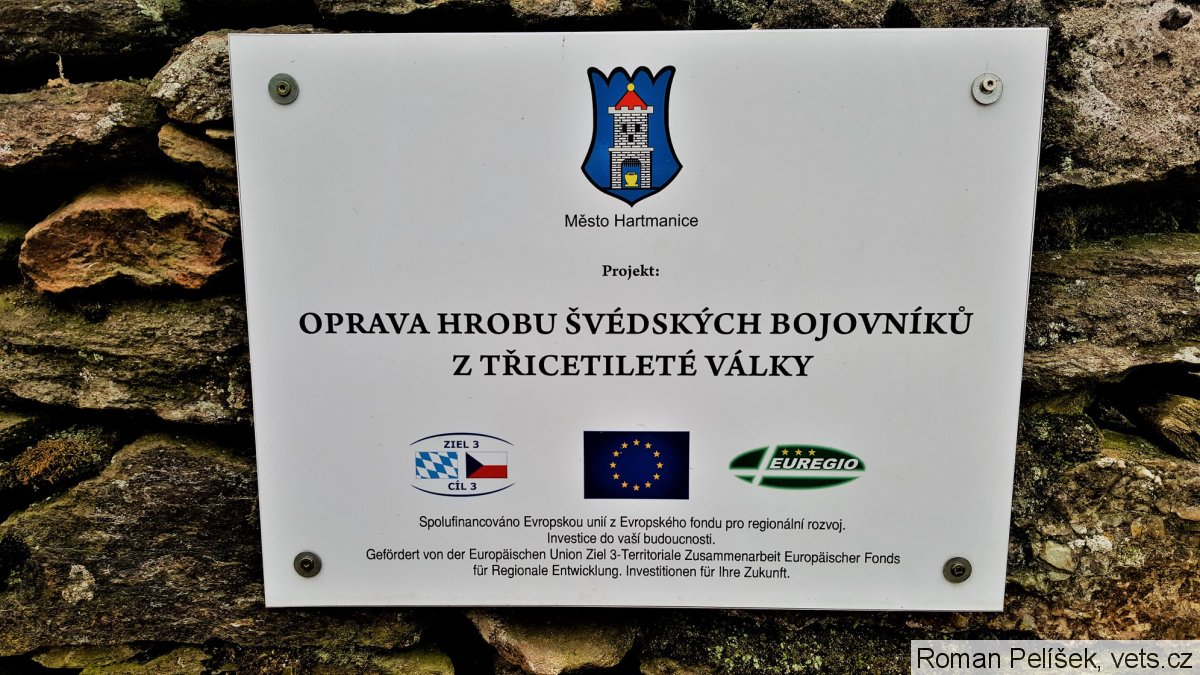 Město Hartmanice
Projekt:
OPRAVA HROBU ŠVÉDSKÝCH BOJOVNÍKŮ
Z TŘICETILETÉ VÁLKY
ZIEL 3
CÍL 3
EUREGIO
Spolufinancováno Evropskou unií z Evropského fondu pro regionální rozvoj.
Investice do vaší budoucnosti.
Gefördert von der Europäischen Union Ziel 3-Territoriale Zusammenarbeit Europäischer Fonds
für Regionale Entwicklung. Investitionen für Ihre Zukunft.
Roman Pelíšek, vets.cz